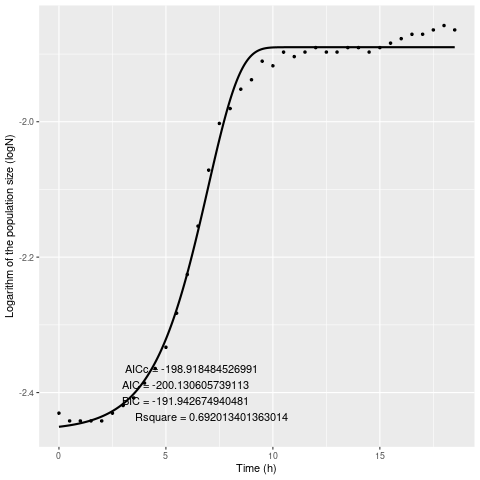 Logarithm of the population size (logN)
-2.0
-2.2
-2.4
AICc = -198.918484526991
AIC = -200.130605739113
BIC = -191.942674940481
Rsquare = 0.692013401363014
0
5
10
15
Time (h)